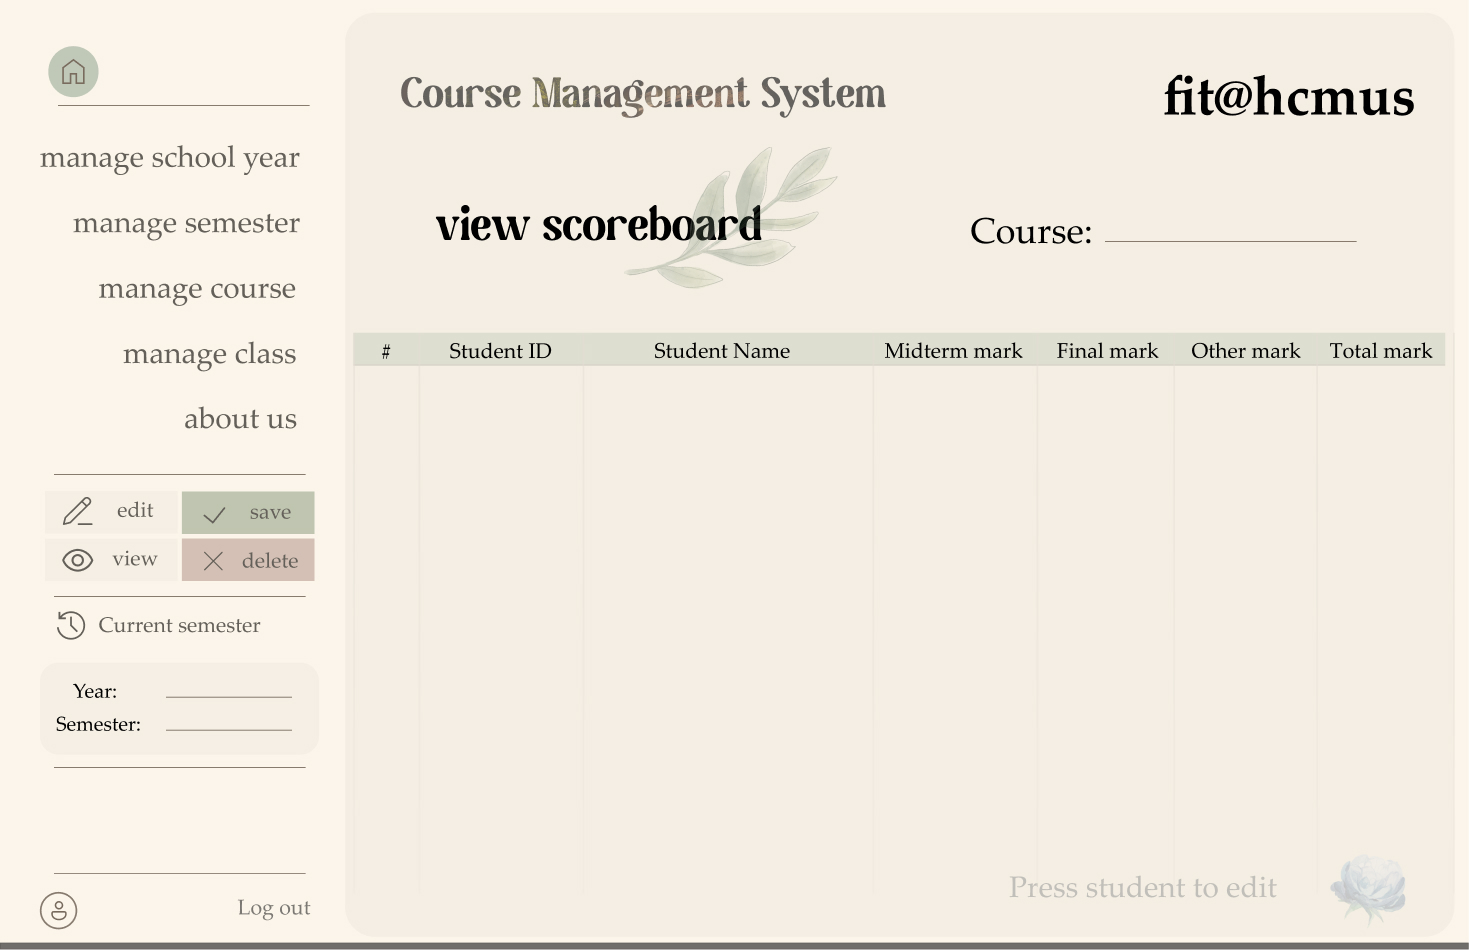 manage school year
manage semester
manage course
manage class
about us
edit
save
view
delete
Current semester
Year:
Semester:
Log out
Course Management System
fit@hcmus
view scoreboard
Course:
# Student ID Student Name Midterm mark Final mark Other mark Total mark
Press student to edit